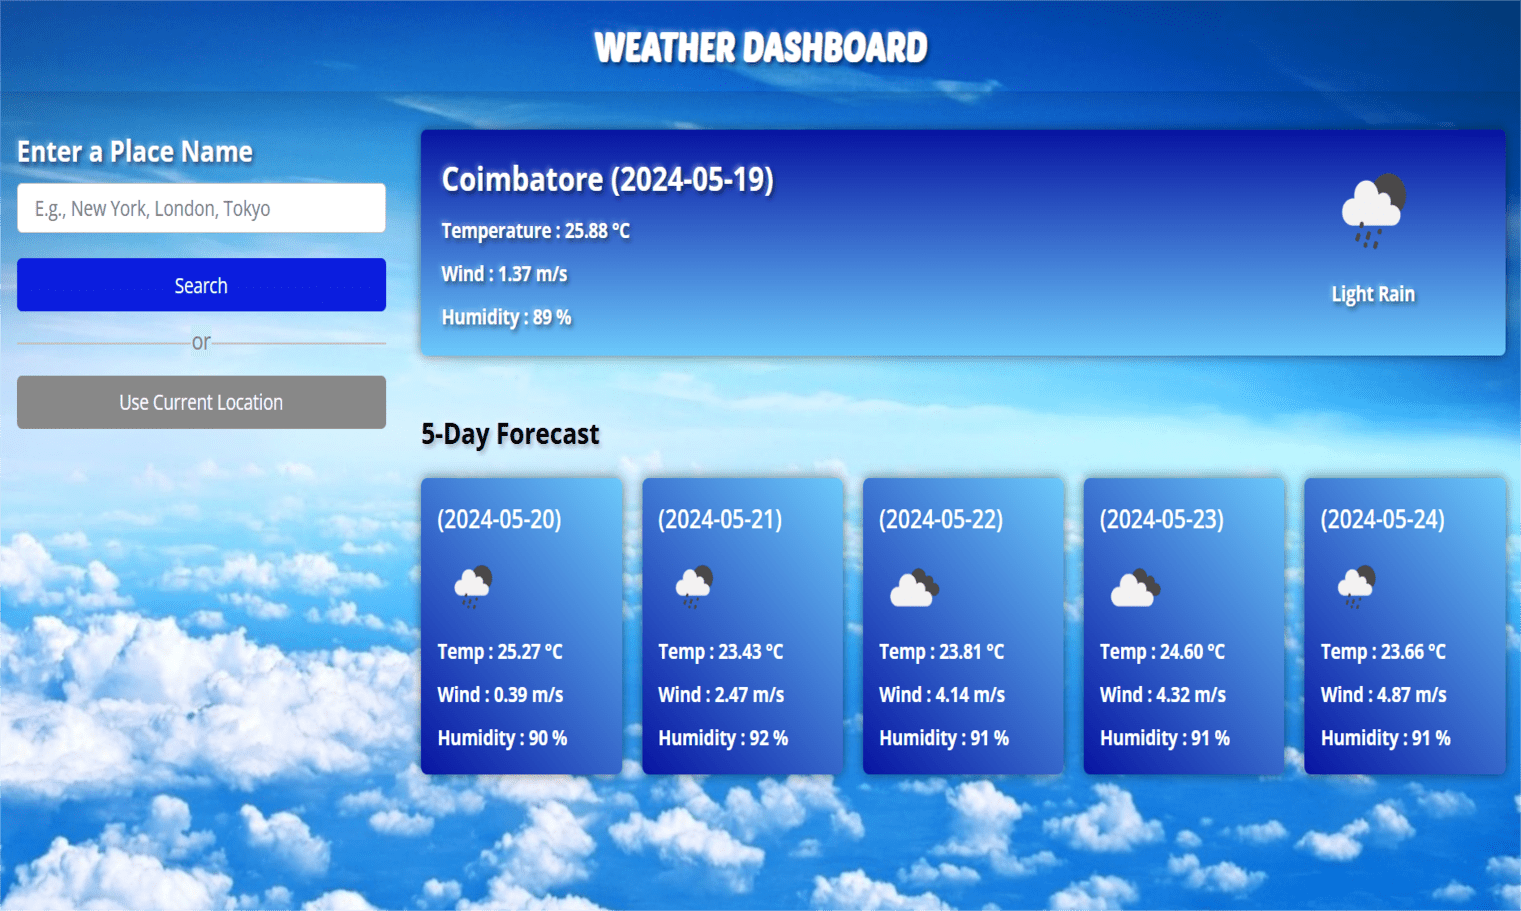 WEATHER DASHBOARD
Enter a Place Name
E.g., New York, London, Tokyo
Search
or
Use Current Location
Coimbatore (2024-05-19)
Temperature : 25.88 °C
Wind : 1.37 m/s
Humidity : 89 %
Light Rain
5-Day Forecast
(2024-05-20)
Temp : 25.27 °C
Wind : 0.39 m/s
Humidity : 90 %
(2024-05-21)
Temp : 23.43 °C
Wind : 2.47 m/s
Humidity : 92 %
(2024-05-22)
Temp : 23.81 °C
Wind : 4.14 m/s
Humidity : 91 %
(2024-05-23)
Temp : 24.60 °C
Wind : 4.32 m/s
Humidity : 91 %
(2024-05-24)
Temp : 23.66 °C
Wind : 4.87 m/s
Humidity : 91 %